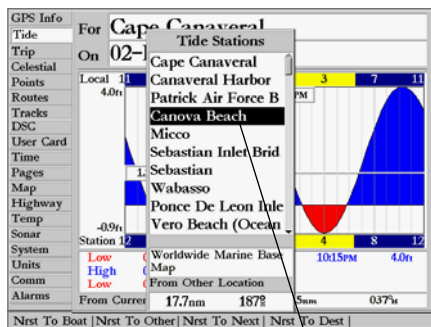 GPS Info
Tide
Trip
Celestial
Points
Routes
Tracks
DSC
User Card
Time
Pages
Map
Highway
Temp
Sonar
System
Units
Comm
Alarms
For Cape Canaveral
On 02-
Tide Stations
Cape Canaveral
Canaveral Harbor
Patrick Air Force B
Canova Beach
Micco
Sebastian Inlet Brid
Sebastian
Wabasso
Ponce De Leon Inle
Vero Beach (Ocean
Worldwide Marine Base
Map
From Other Location
17.7nm 187º
Local 11 3 7 11
4.0ft
PM
1.
-0.9ft
Station 12 4 8 12
Low
High
Low
10:15PM 4.0ft
From Curren
5nm 037°M
Nrst To Boat | Nrst To Other | Nrst To Next | Nrst To Dest |